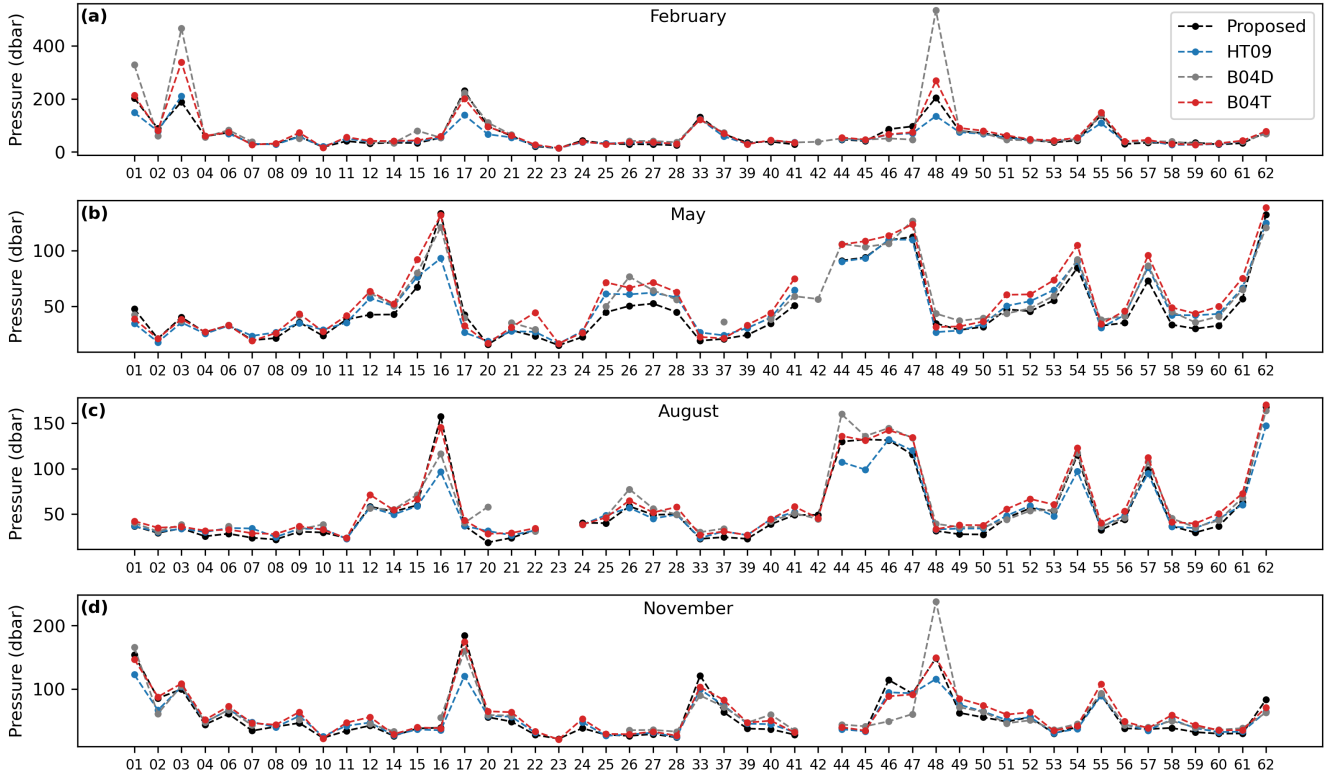 (a) February
Pressure (dbar)
400
200
0
Proposed
HT09
B04D
B04T
01 02 03 04 06 07 08 09 10 11 12 14 15 16 17 20 21 22 23 24 25 26 27 28 33 37 39 40 41 42 44 45 46 47 48 49 50 51 52 53 54 55 56 57 58 59 60 61 62
(b) May
Pressure (dbar)
100
50
01 02 03 04 06 07 08 09 10 11 12 14 15 16 17 20 21 22 23 24 25 26 27 28 33 37 39 40 41 42 44 45 46 47 48 49 50 51 52 53 54 55 56 57 58 59 60 61 62
(c) August
Pressure (dbar)
150
100
50
01 02 03 04 06 07 08 09 10 11 12 14 15 16 17 20 21 22 23 24 25 26 27 28 33 37 39 40 41 42 44 45 46 47 48 49 50 51 52 53 54 55 56 57 58 59 60 61 62
(d) November
Pressure (dbar)
200
100
01 02 03 04 06 07 08 09 10 11 12 14 15 16 17 20 21 22 23 24 25 26 27 28 33 37 39 40 41 42 44 45 46 47 48 49 50 51 52 53 54 55 56 57 58 59 60 61 62